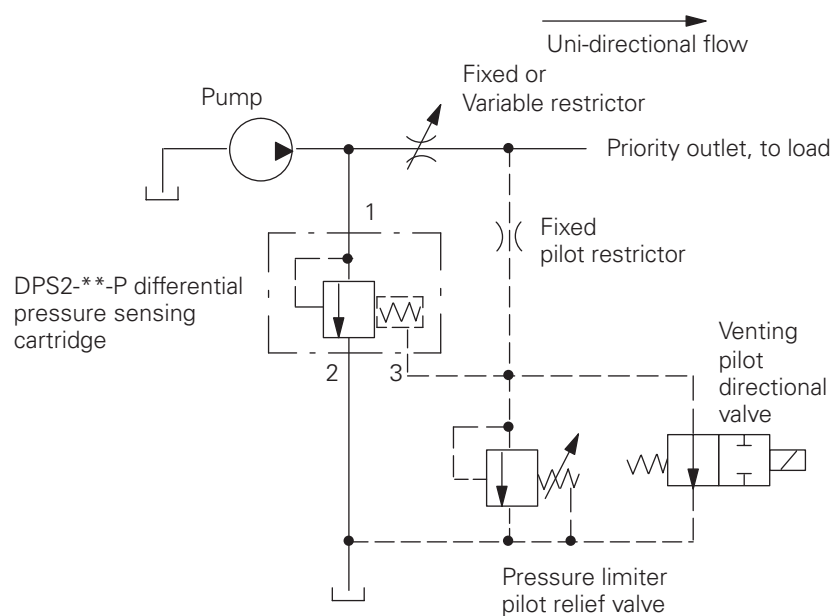 Uni-directional flow
Fixed or
Variable restrictor
Pump
Priority outlet, to load
1
Fixed
pilot restrictor
DPS2-**-P differential
pressure sensing
cartridge
2
3
Venting
pilot
directional
valve
Pressure limiter
pilot relief valve